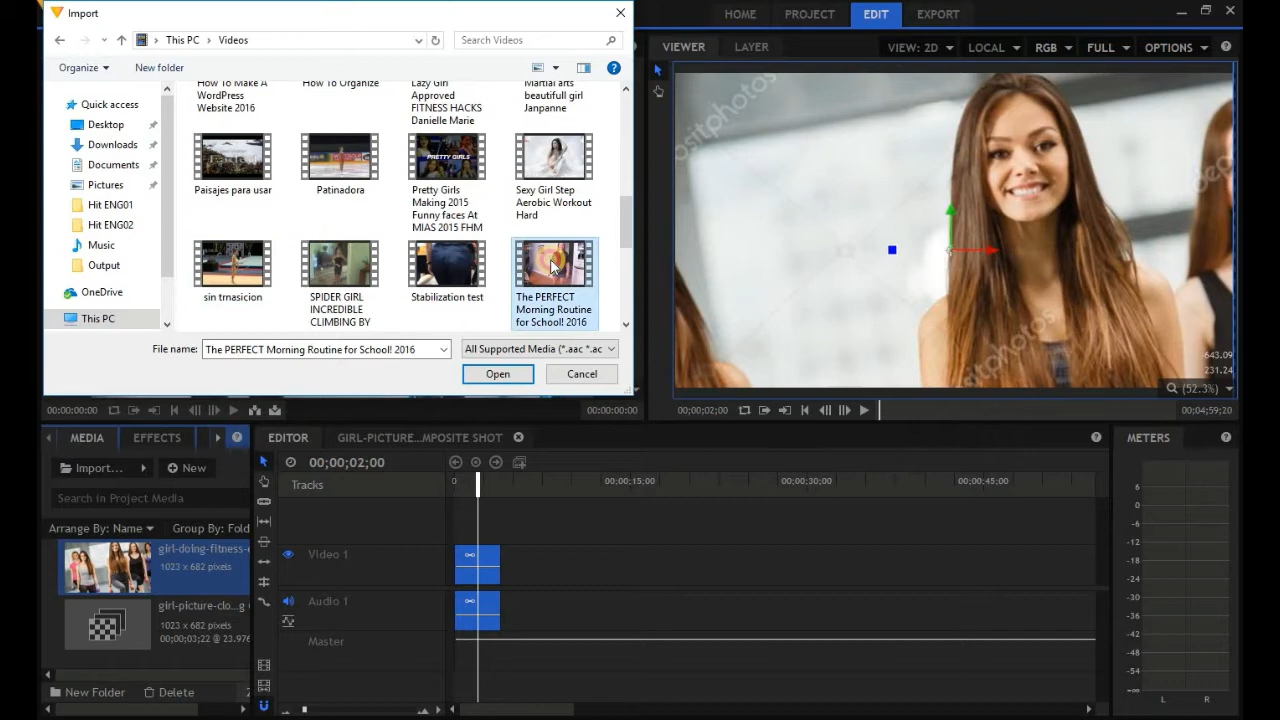 Import
HOME
PROJECT
EDIT
EXPORT
This PC
Videos
Search Videos
VIEWER
LAYER
VIEW: 2D
LOCAL
RGB
FULL
OPTIONS
Organize
New folder
How To Make A
WordPress
Website 2016
How To Organize
Lazy Girl
Approved
FITNESS HACKS
Danielle Marie
Martial arts
beautifull girl
Janpanne
Quick access
Desktop
Downloads
Documents
Pictures
Hit ENG01
Hit ENG02
Music
Output
OneDrive
This PC
PRETTY GIRLS
Paisajes para usar
Patinadora
Pretty Girls
Making 2015
Funny faces At
MIAS 2015 FHM
Sexy Girl Step
Aerobic Workout
Hard
sin trnasicion
SPIDER GIRL
INCREDIBLE
CLIMBING BY
Stabilization test
The PERFECT
Morning Routine
for School! 2016
File name:
The PERFECT Morning Routine for School! 2016
All Supported Media (*.aac *.ac
Open
Cancel
-643.09
231.24
(52.3%)
00:00:00:00
00:00:00:00
00;00;02;00
00;04;59;20
MEDIA
EFFECTS
EDITOR
GIRL-PICTURE...MPOSITE SHOT
METERS
Import...
New
00;00;02;00
Search in Project Media
Tracks
0
00;00;15;00
00;00;30;00
00;00;45;00
Arrange By: Name
Group By: Fold
girl-doing-fitness-
1023 x 682 pixels
girl-picture-clo...g
1023 x 682 pixels
00;00;03;22 @ 23.976
Video 1
Audio 1
Master
6
0
-6
-12
-18
-24
-30
-36
-42
-48
-54
-∞
L
R
New Folder
Delete